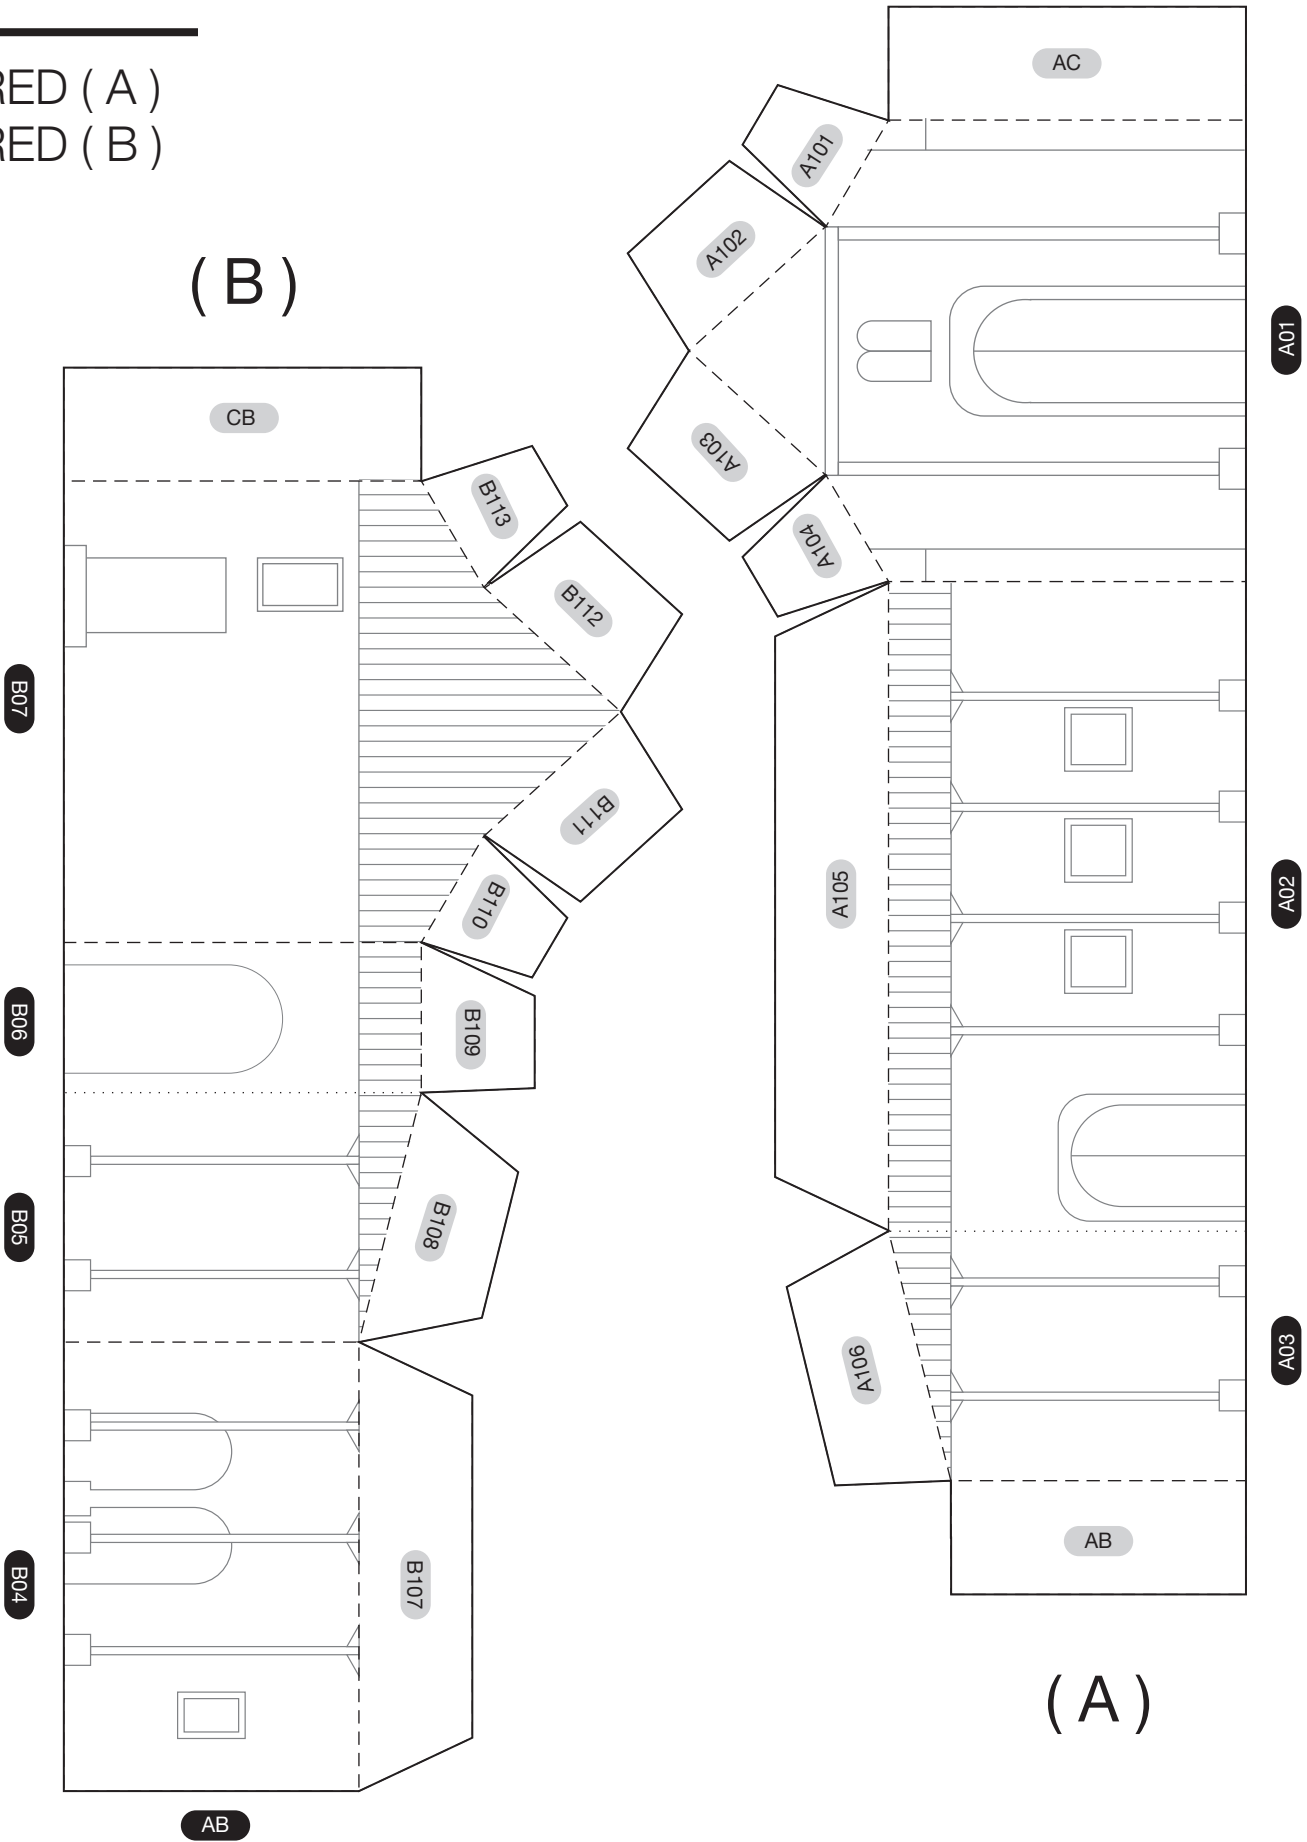 RED ( A )
RED ( B )
( B )
CB
B113
B112
B111
B110
B109
B108
B107
B07
B06
B05
B04
AB
AC
A101
A102
A103
A104
A105
A106
AB
A01
A02
A03
( A )